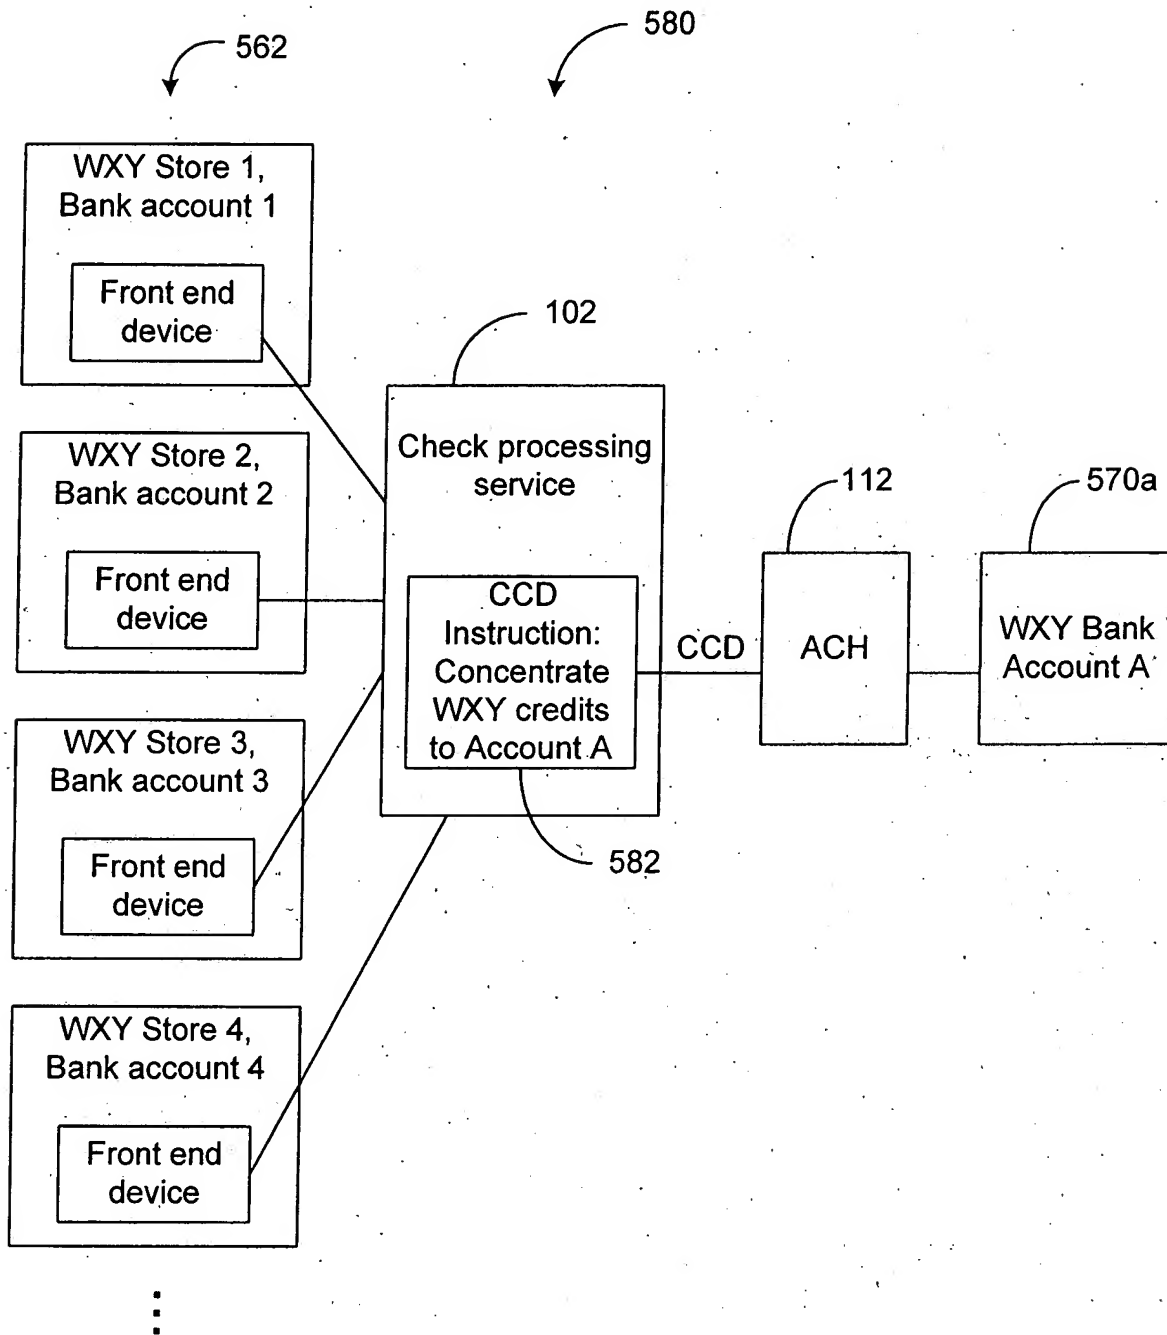 562
580
WXY Store 1,
Bank account 1
Front end
device
102
WXY Store 2,
Bank account 2
Front end
device
Check processing
service
CCD
Instruction:
Concentrate
WXY credits
to Account A
CCD
112
ACH
570a
WXY Bank
Account A
582
WXY Store 3,
Bank account 3
Front end
device
WXY Store 4,
Bank account 4
Front end
device